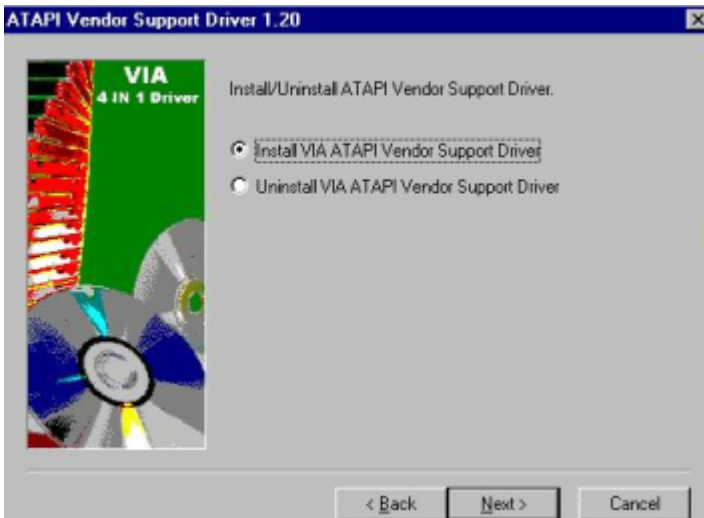 ATAPI Vendor Support Driver 1.20
VIA
4 IN 1 Driver
Install/Uninstall ATAPI Vendor Support Driver.
Install VIA ATAPI Vendor Support Driver
Uninstall VIA ATAPI Vendor Support Driver
< Back
Next >
Cancel